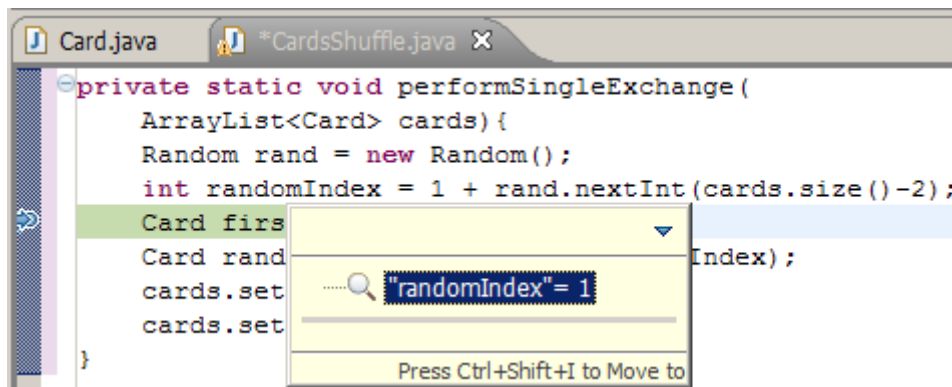 Card.java *CardsShuffle.java
private static void performSingleExchange(
ArrayList<Card> cards){
Random rand = new Random();
int randomIndex = 1 + rand.nextInt(cards.size()-2);
Card firs
Card rand Index);
cards.set
"randomIndex"= 1
cards.set
}
Press Ctrl+Shift+I to Move to